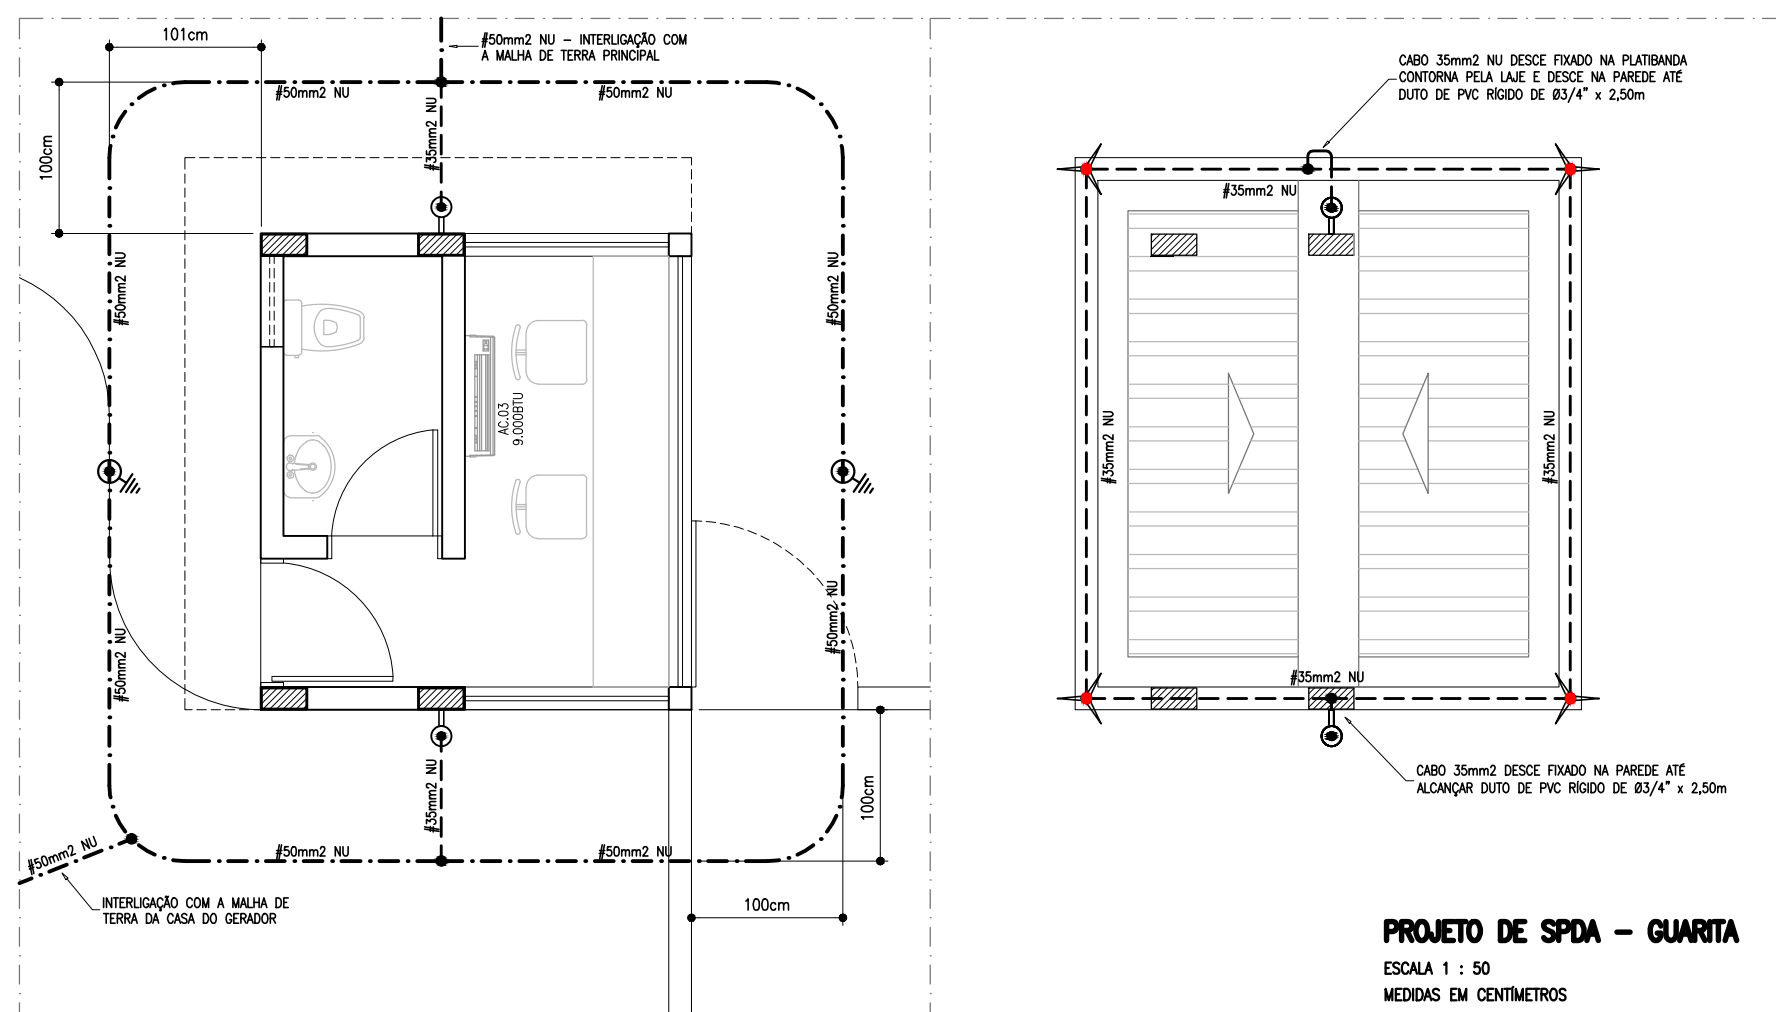 101cm
#50mm2 NU - INTERLIGAÇÃO COM
A MALHA DE TERRA PRINCIPAL
#50mm2 NU
#50mm2 NU
#35mm2 NU
100cm
#50mm2 NU
#50mm2 NU
AC.03
9.000BTU
#50mm2 NU
#50mm2 NU
#35mm2 NU
100cm
#50mm2 NU
#50mm2 NU
#50mm2 NU
INTERLIGAÇÃO COM A MALHA DE
TERRA DA CASA DO GERADOR
100cm
CABO 35mm2 NU DESCE FIXADO NA PLATIBANDA
CONTORNA PELA LAJE E DESCE NA PAREDE ATÉ
DUTO DE PVC RÍGIDO DE Ø3/4" x 2,50m
#35mm2 NU
#35mm2 NU
#35mm2 NU
#35mm2 NU
CABO 35mm2 DESCE FIXADO NA PAREDE ATÉ
ALCANÇAR DUTO DE PVC RÍGIDO DE Ø3/4" x 2,50m
PROJETO DE SPDA - GUARITA
ESCALA 1 : 50
MEDIDAS EM CENTÍMETROS